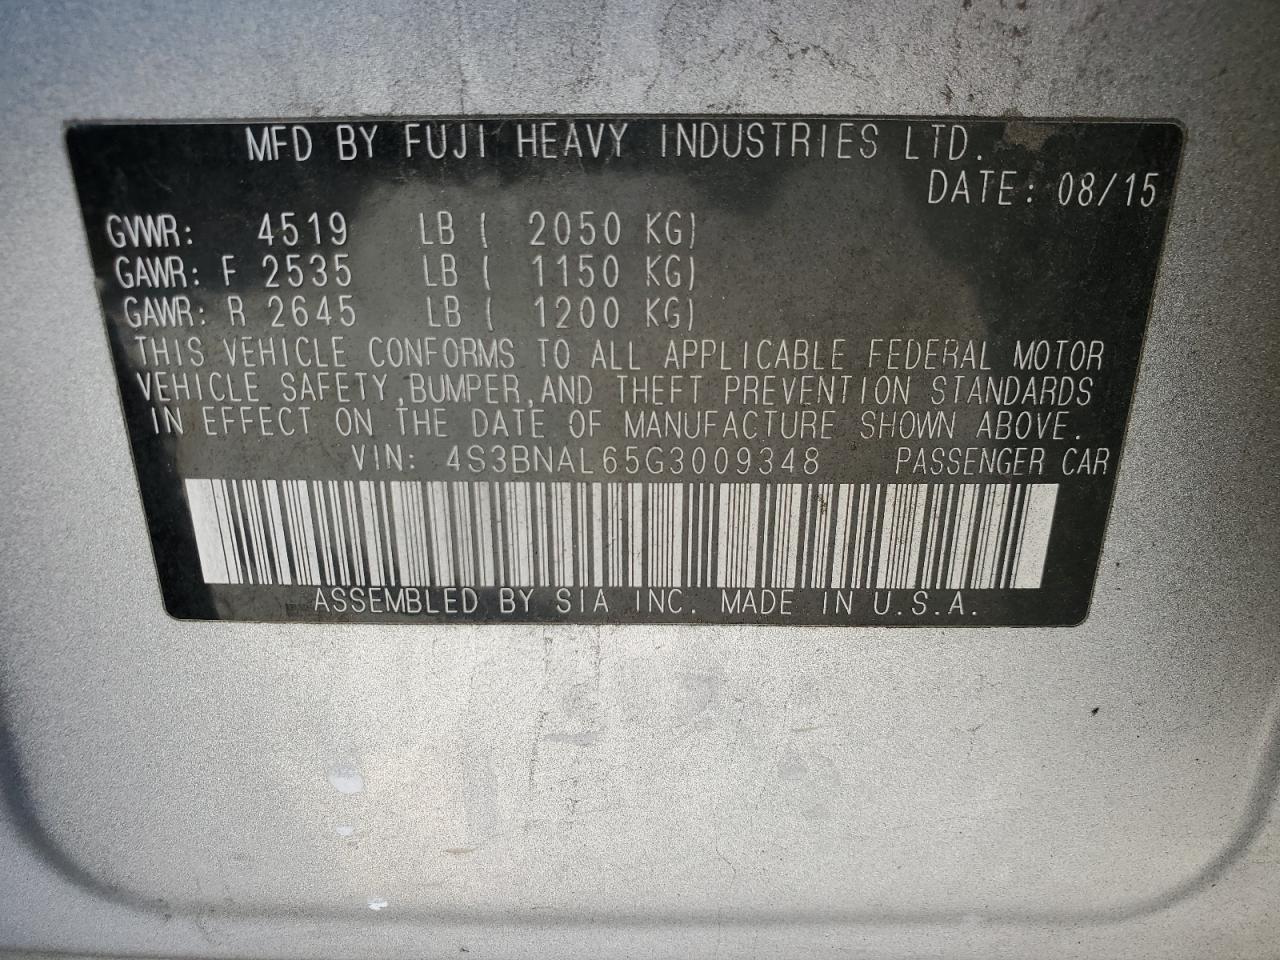 MFD BY FUJI HEAVY INDUSTRIES LTD.
DATE: 08/15
GVWR: 4519 LB ( 2050 KG)
GAWR: F 2535 LB ( 1150 KG)
GAWR: R 2645 LB ( 1200 KG)
THIS VEHICLE CONFORMS TO ALL APPLICABLE FEDERAL MOTOR
VEHICLE SAFETY,BUMPER,AND THEFT PREVENTION STANDARDS
IN EFFECT ON THE DATE OF MANUFACTURE SHOWN ABOVE.
VIN: 4S3BNAL65G3009348 PASSENGER CAR
ASSEMBLED BY SIA INC. MADE IN U.S.A.